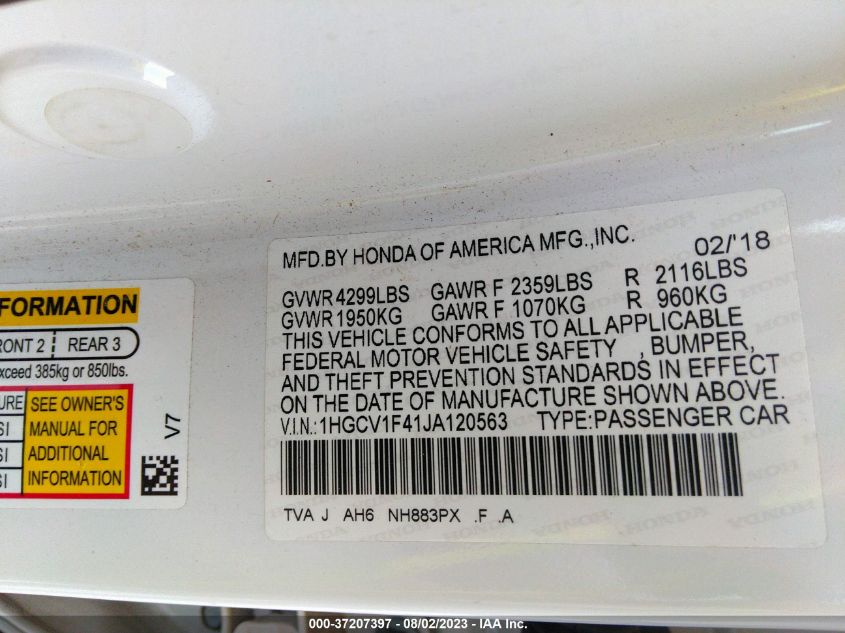 FORMATION
RONT 2 REAR 3
xceed 385kg or 850lbs.
URE
SI
SI
SI
SEE OWNER'S
MANUAL FOR
ADDITIONAL
INFORMATION
V7
MFD.BY HONDA OF AMERICA MFG.,INC. 02/'18
GVWR 4299LBS GAWR F 2359LBS R 2116LBS
GVWR 1950KG GAWR F 1070KG R 960KG
THIS VEHICLE CONFORMS TO ALL APPLICABLE
FEDERAL MOTOR VEHICLE SAFETY , BUMPER,
AND THEFT PREVENTION STANDARDS IN EFFECT
ON THE DATE OF MANUFACTURE SHOWN ABOVE.
V.I.N.:1HGCV1F41JA120563 TYPE:PASSENGER CAR
TVA J AH6 NH883PX .F .A
000-37207397 - 08/02/2023 - IAA Inc.